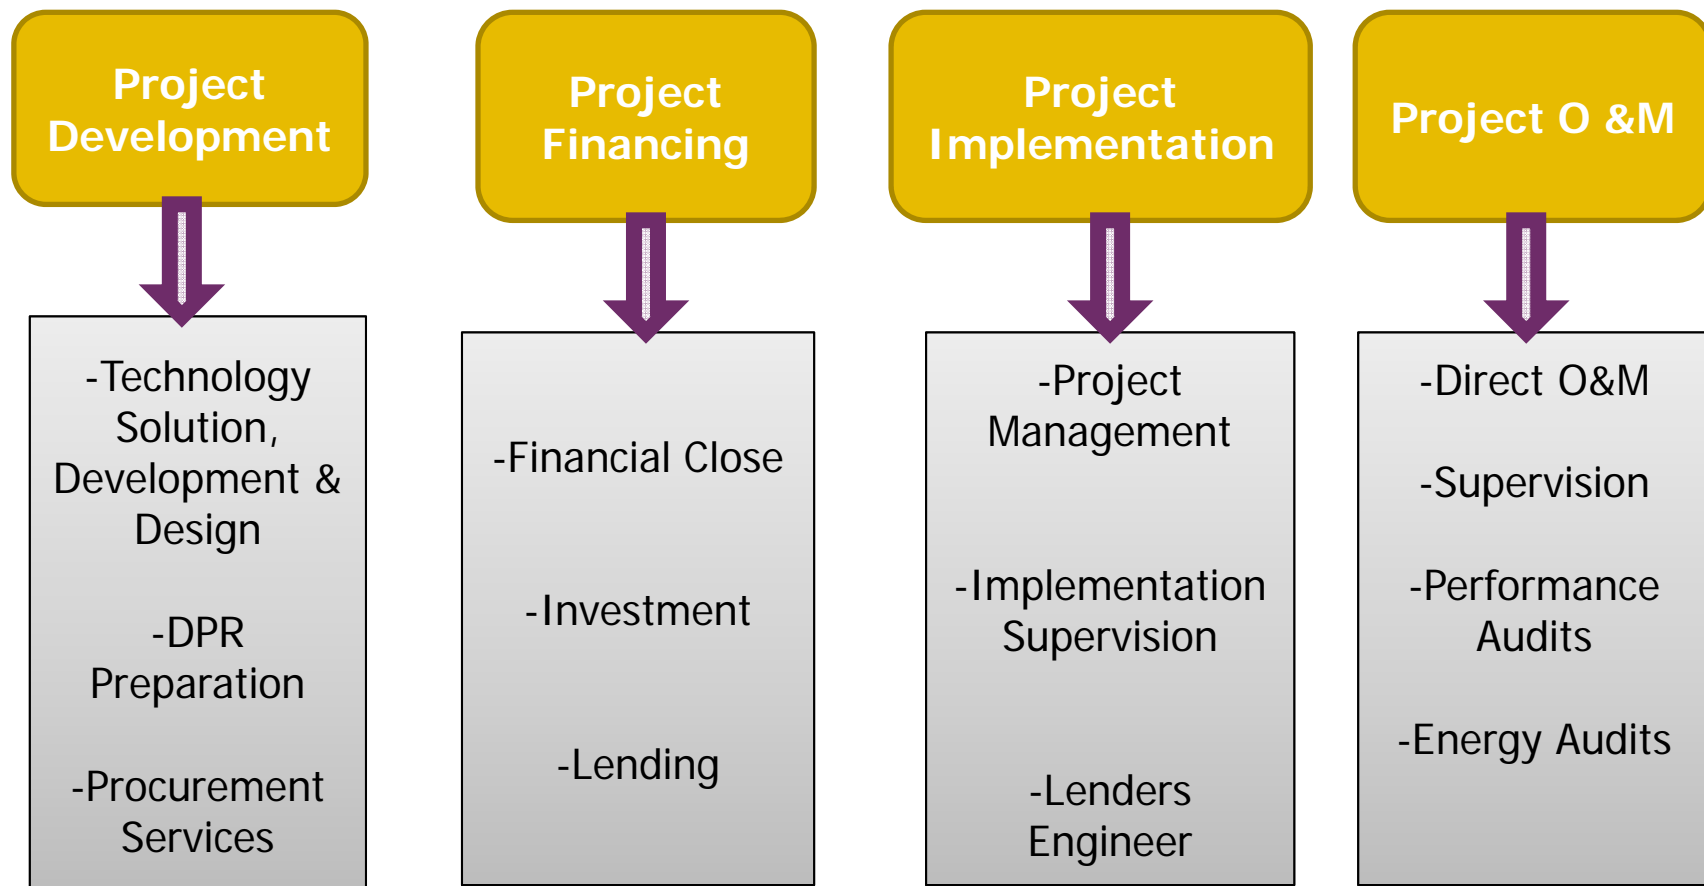 Project
Development
-Technology
Solution,
Development &
Design
-DPR
Preparation
-Procurement
Services
Project
Financing
-Financial Close
-Investment
-Lending
Project
Implementation
-Project
Management
-Implementation
Supervision
-Lenders
Engineer
Project O &M
-Direct O&M
-Supervision
-Performance
Audits
-Energy Audits